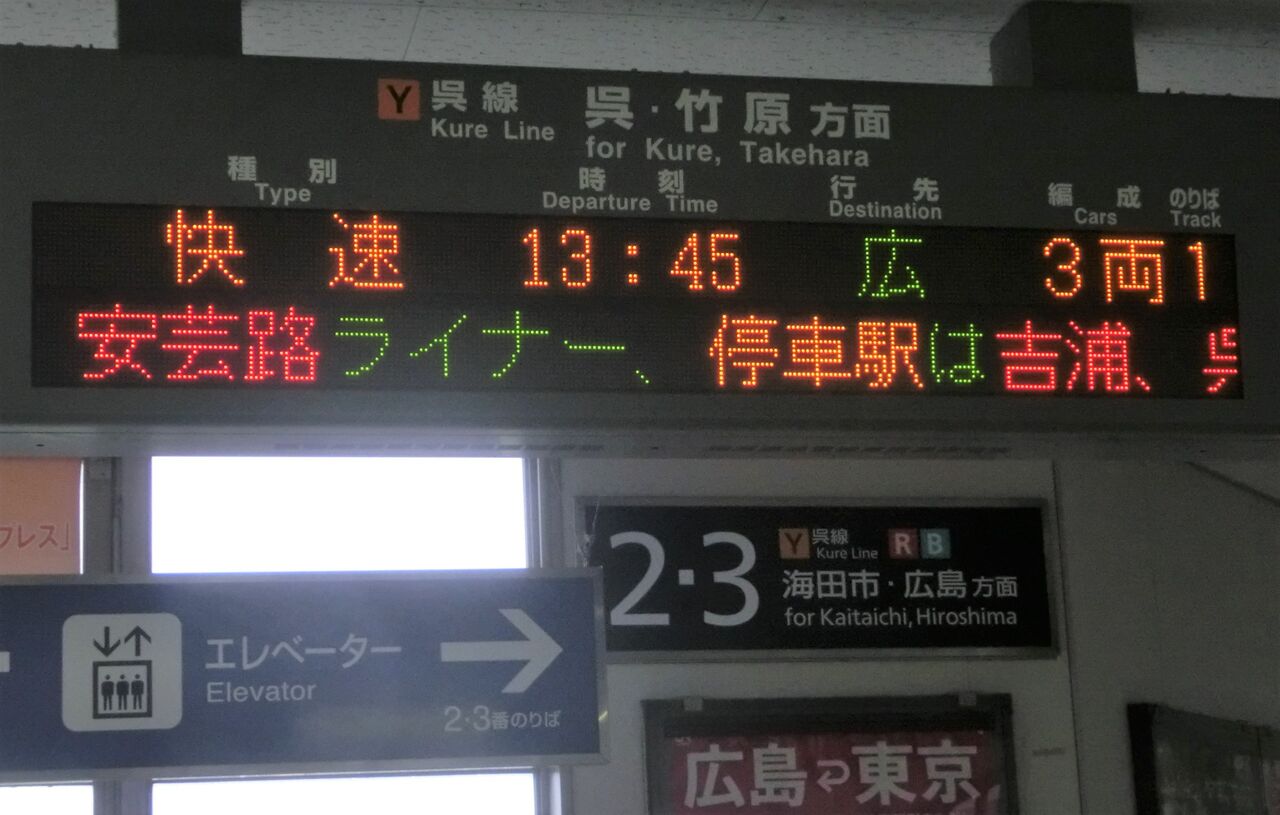 Y 呉線 呉・竹原方面
Kure Line for Kure, Takehara
種別 時刻 行先 編成 のりば
Type Departure Time Destination Cars Track
快速 13:45 広 3両 1
安芸路ライナー、停車駅は吉浦、呉
プレス」
2・3 Y 呉線 R B
Kure Line
海田市・広島方面
for Kaitaichi, Hiroshima
エレベーター
Elevator
2・3番のりば
広島 東京